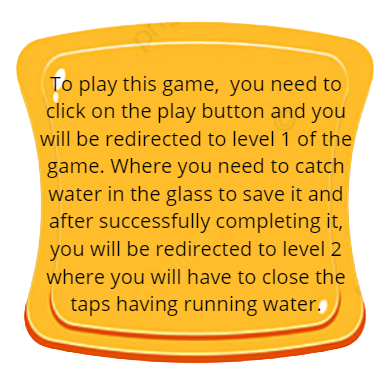 To play this game,  you need to
click on the play button and you
will be redirected to level 1 of the
game. Where you need to catch
water in the glass to save it and
after successfully completing it,
you will be redirected to level 2
where you will have to close the
taps having running water.